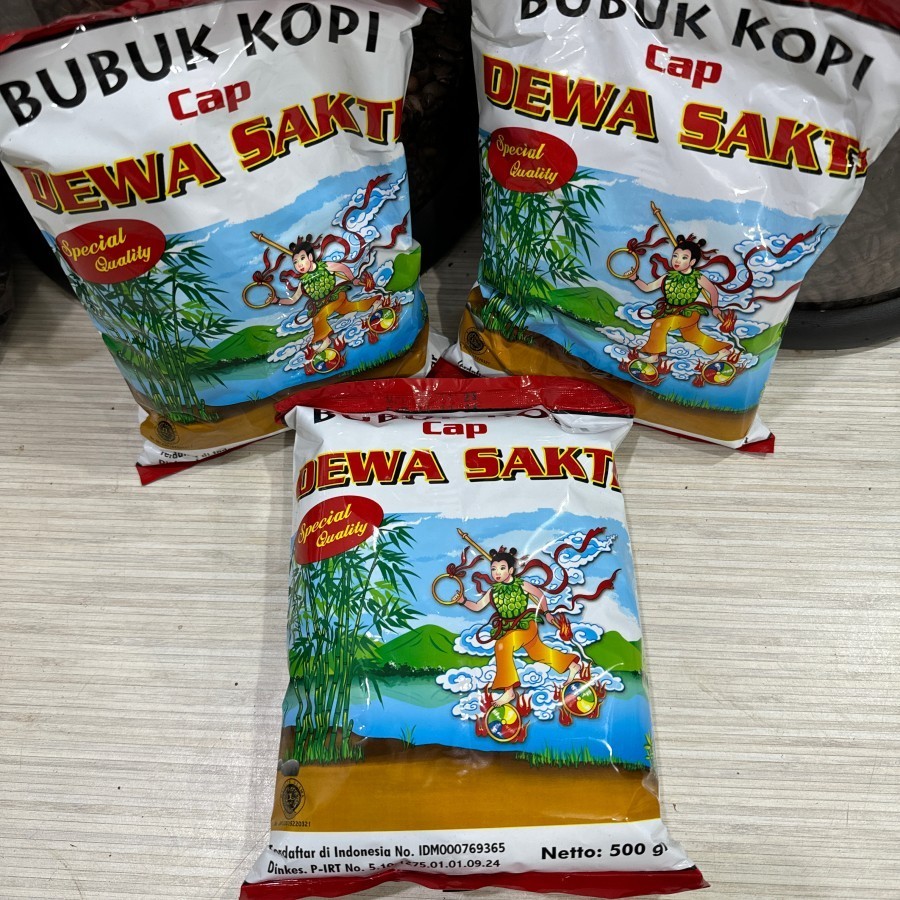 BUBUK KOPI
Cap
DEWA SAKTI
Special
Quality
BUBUK KOPI
Cap
DEWA SAKTI
Special
Quality
Cap
DEWA SAKTI
Special
Quality
Terdaftar di Indonesia No. IDM000769365
Dinkes. P-IRT No.
Netto: 500 gr